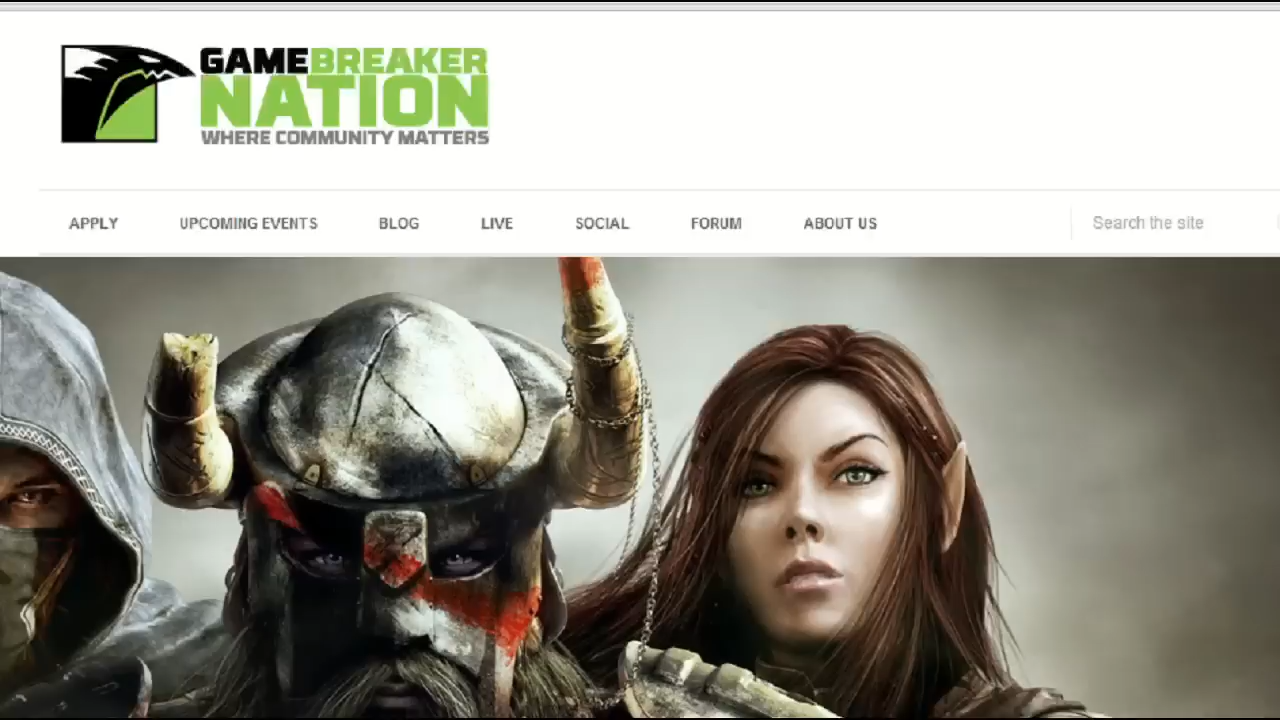 GAMEBREAKER
NATION
WHERE COMMUNITY MATTERS
APPLY UPCOMING EVENTS BLOG LIVE SOCIAL FORUM ABOUT US Search the site